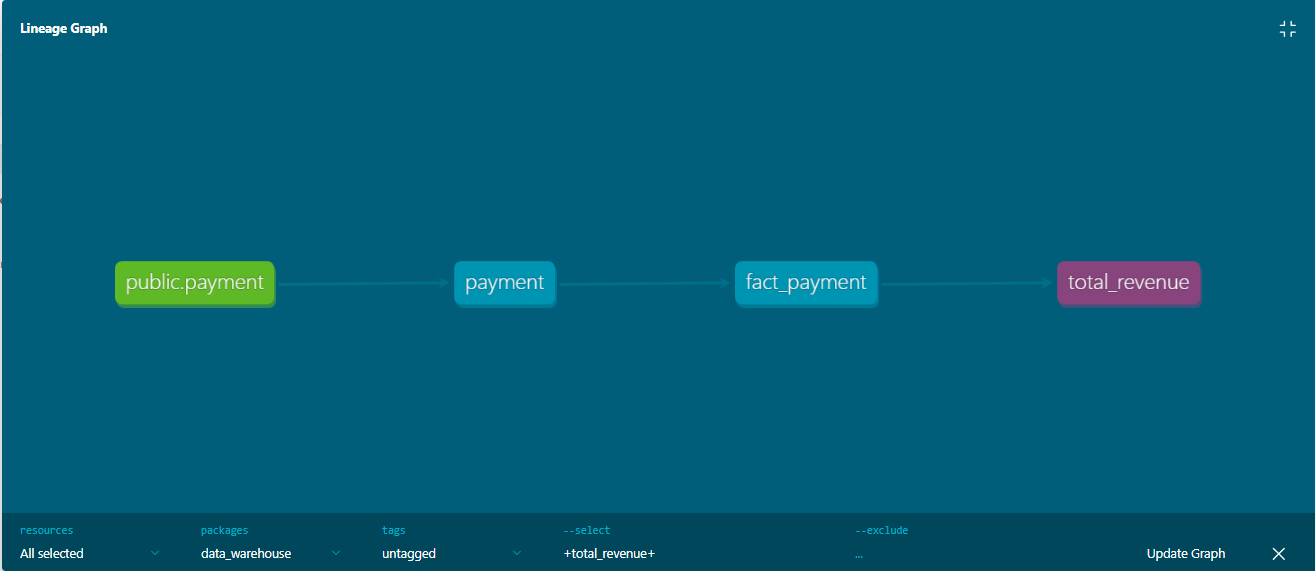 Lineage Graph
public.payment
payment
fact_payment
total_revenue
resources packages tags --select --exclude
All selected data_warehouse untagged +total_revenue+ ... Update Graph